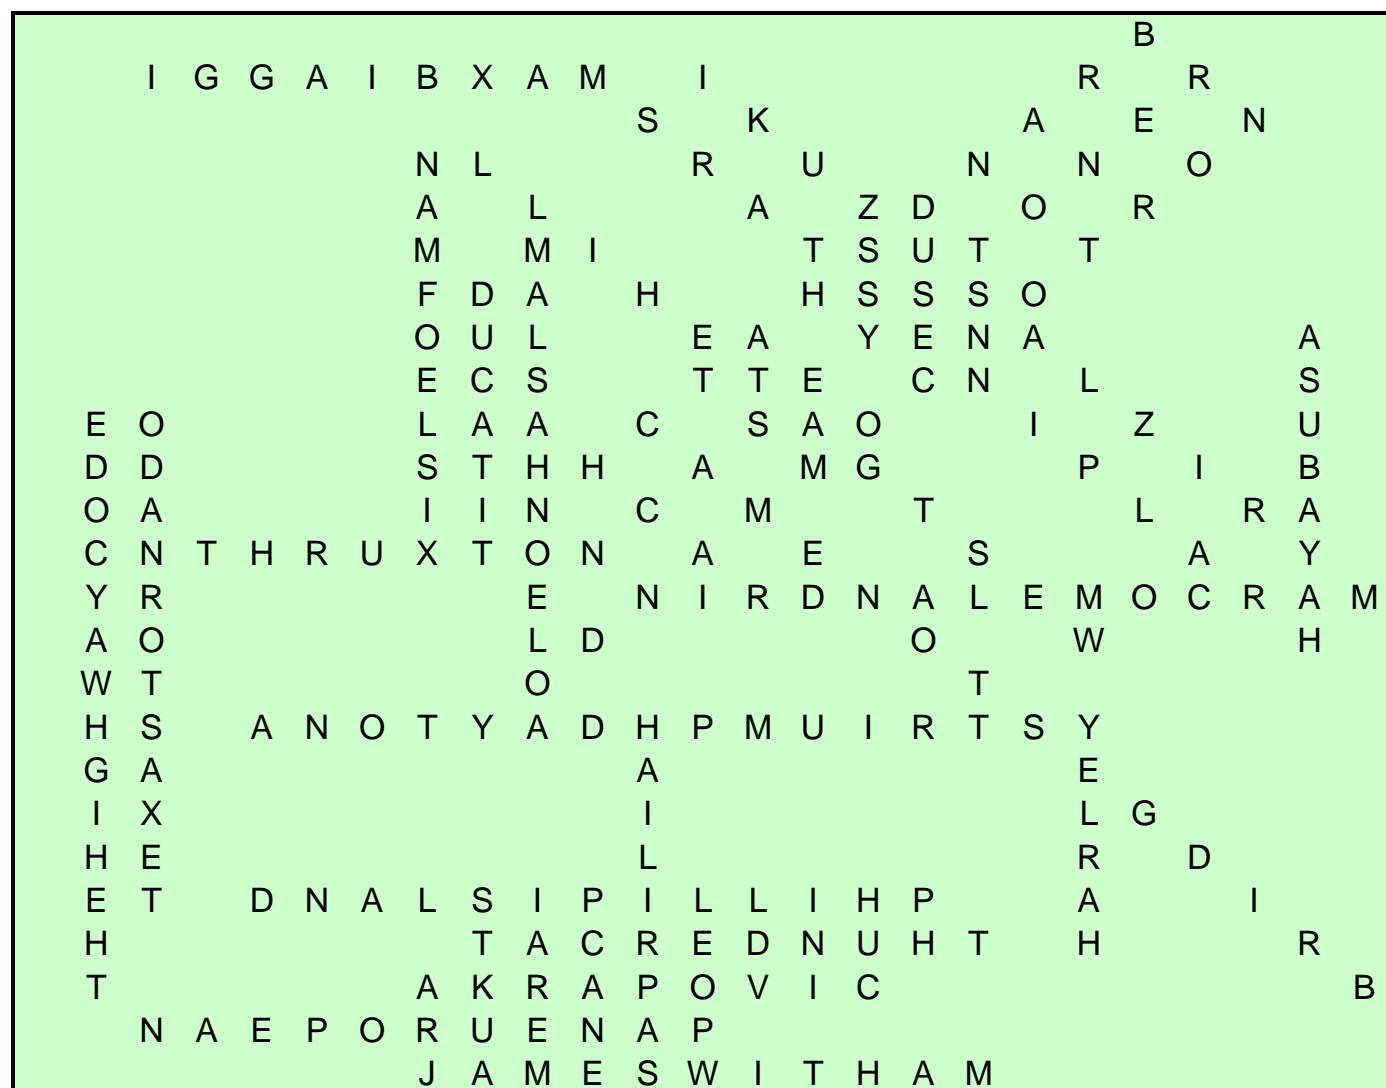 B
I G G A I B X A M I R R
S K A E N
N L R U N N O
A L A Z D O R
M M I T S U T T
F D A H H S S S O
O U L E A Y E N A A
E C S T T E C N L S
E O L A A C S A O I Z U
D D S T H H A M G P I B
O A I I N C M T L R A
C N T H R U X T O N A E S A Y
Y R E N I R D N A L E M O C R A M
A O L D O W H
W T O T
H S A N O T Y A D H P M U I R T S Y
G A A E
I X I L G
H E L R D
E T D N A L S I P I L L I H P A I
H T A C R E D N U H T H R
T A K R A P O V I C B
N A E P O R U E N A P
J A M E S W I T H A M